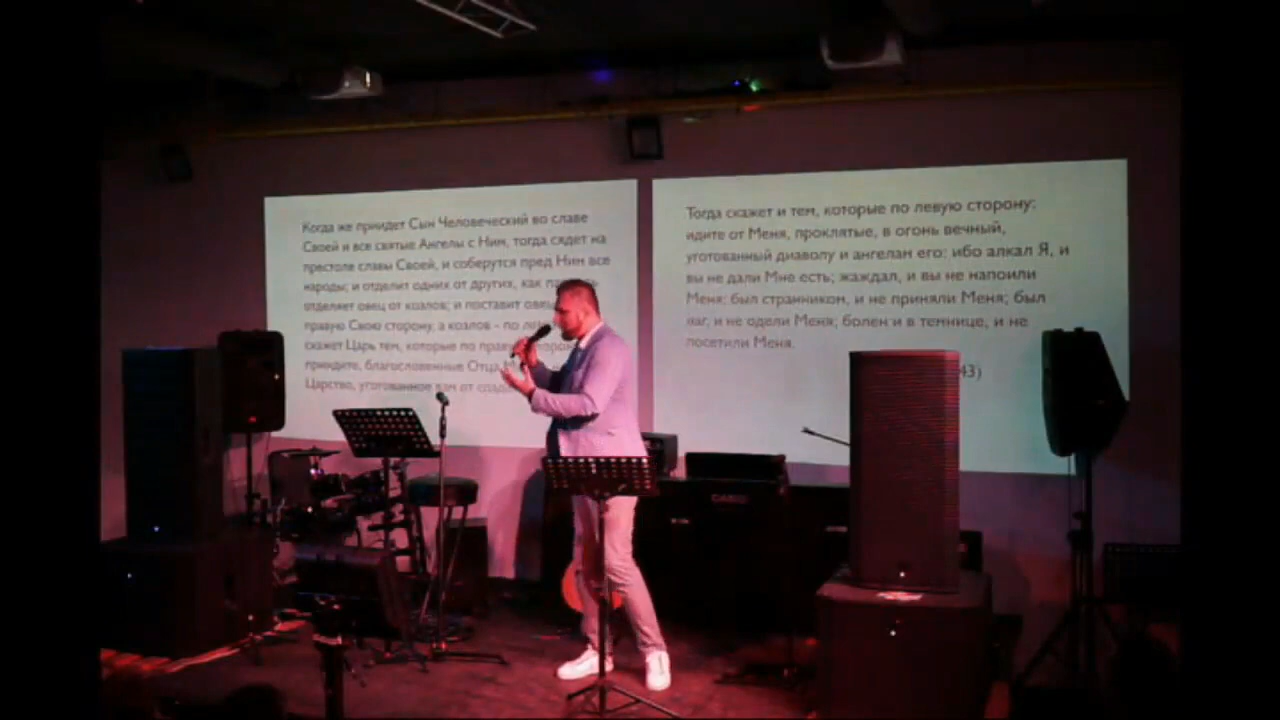 Когда же приидет Сын Человеческий во славе
Своей и все святые Ангелы с Ним, тогда сядет на
престоле славы Своей, и соберутся пред Ним все
народы; и отделит одних от других, как
отделяет овец от козлов; и поставит
правую Свою сторону, а козлов - по
скажет Царь тем, которые по
приидите, благословенные Отца
Царство, уготованное вам от
Тогда скажет и тем, которые по левую сторону:
идите от Меня, проклятые, в огонь вечный,
уготованный диаволу и ангелан его: ибо алкал Я, и
вы не дали Мне есть; жаждал, и вы не напоили
Меня; был странником, и не приняли Меня; был
наг, и не одели Меня; болен и в темнице, и не
посетили Меня.
43)
CASIO